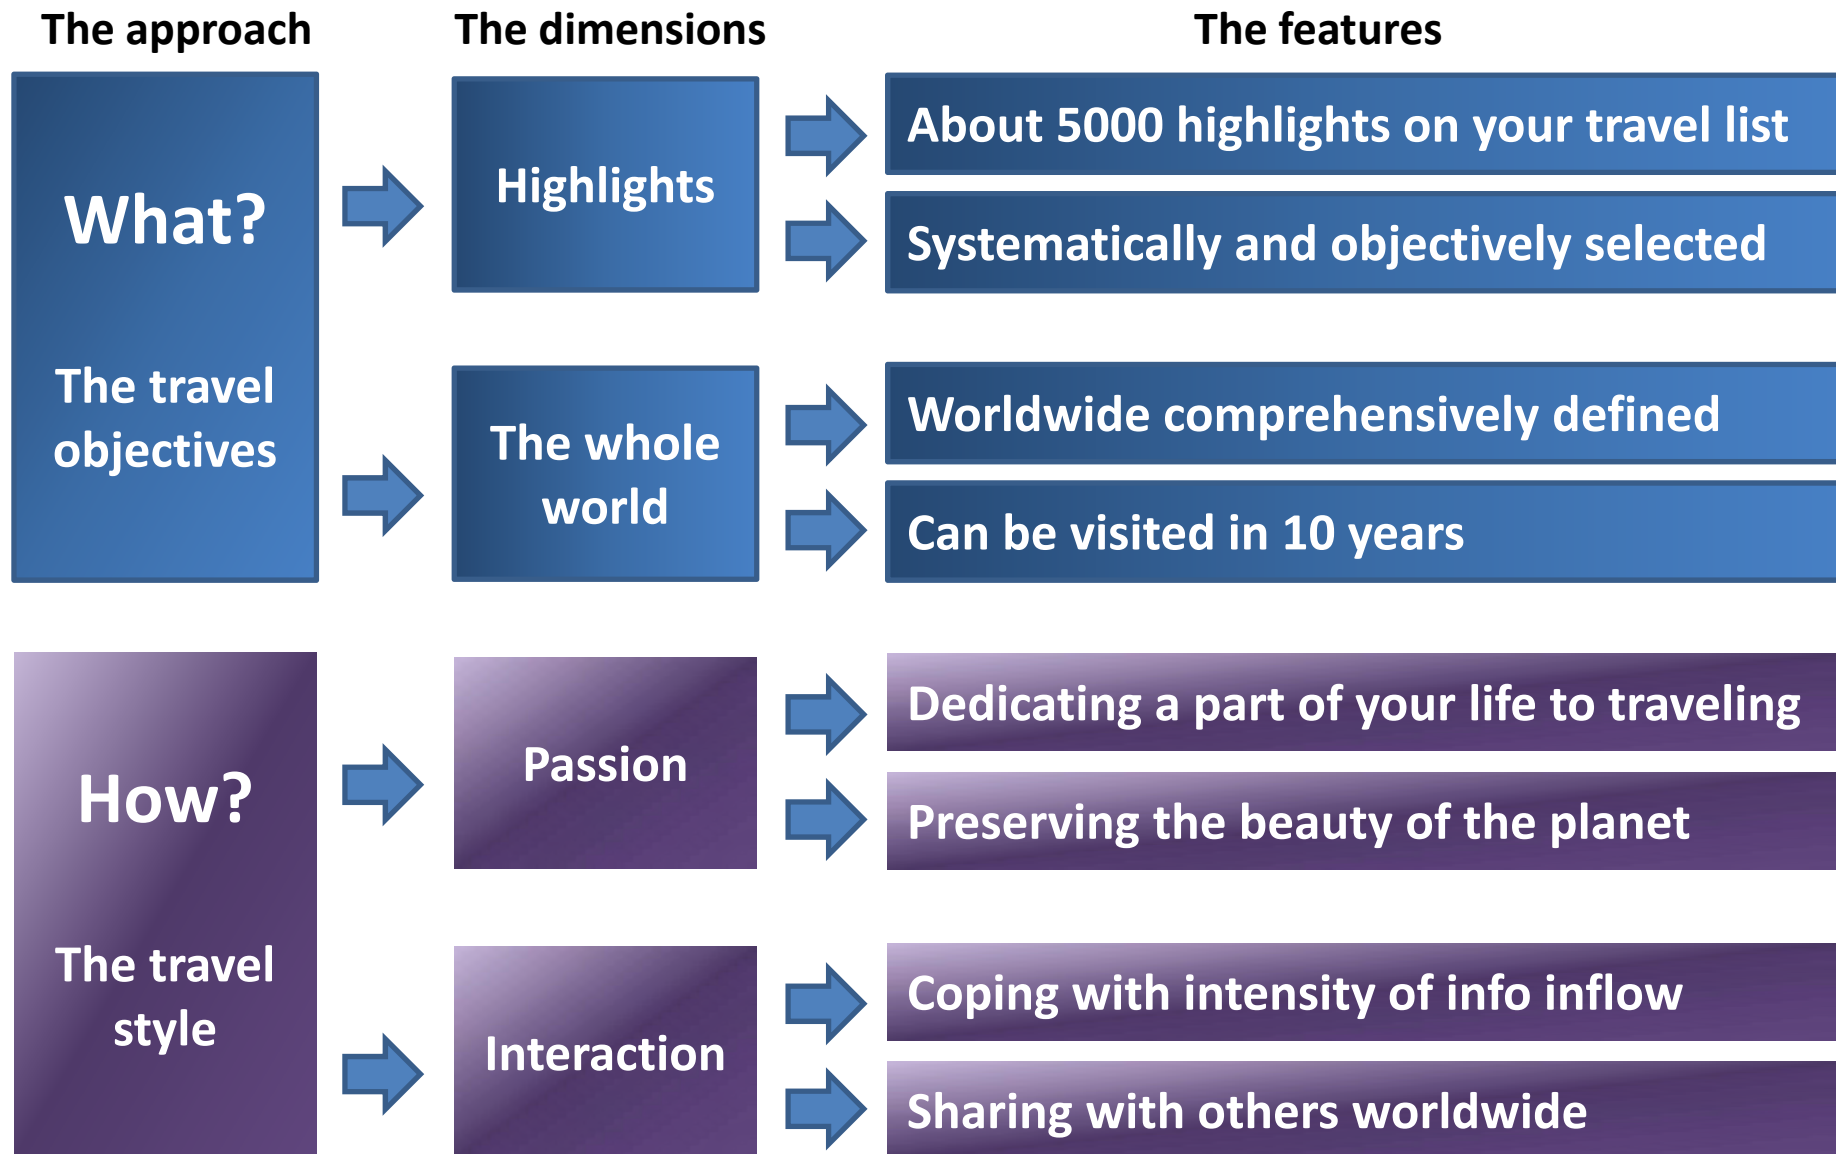 The approach
The dimensions
The features
What?
The travel
objectives
Highlights
About 5000 highlights on your travel list
Systematically and objectively selected
The whole
world
Worldwide comprehensively defined
Can be visited in 10 years
How?
The travel
style
Passion
Dedicating a part of your life to traveling
Preserving the beauty of the planet
Interaction
Coping with intensity of info inflow
Sharing with others worldwide